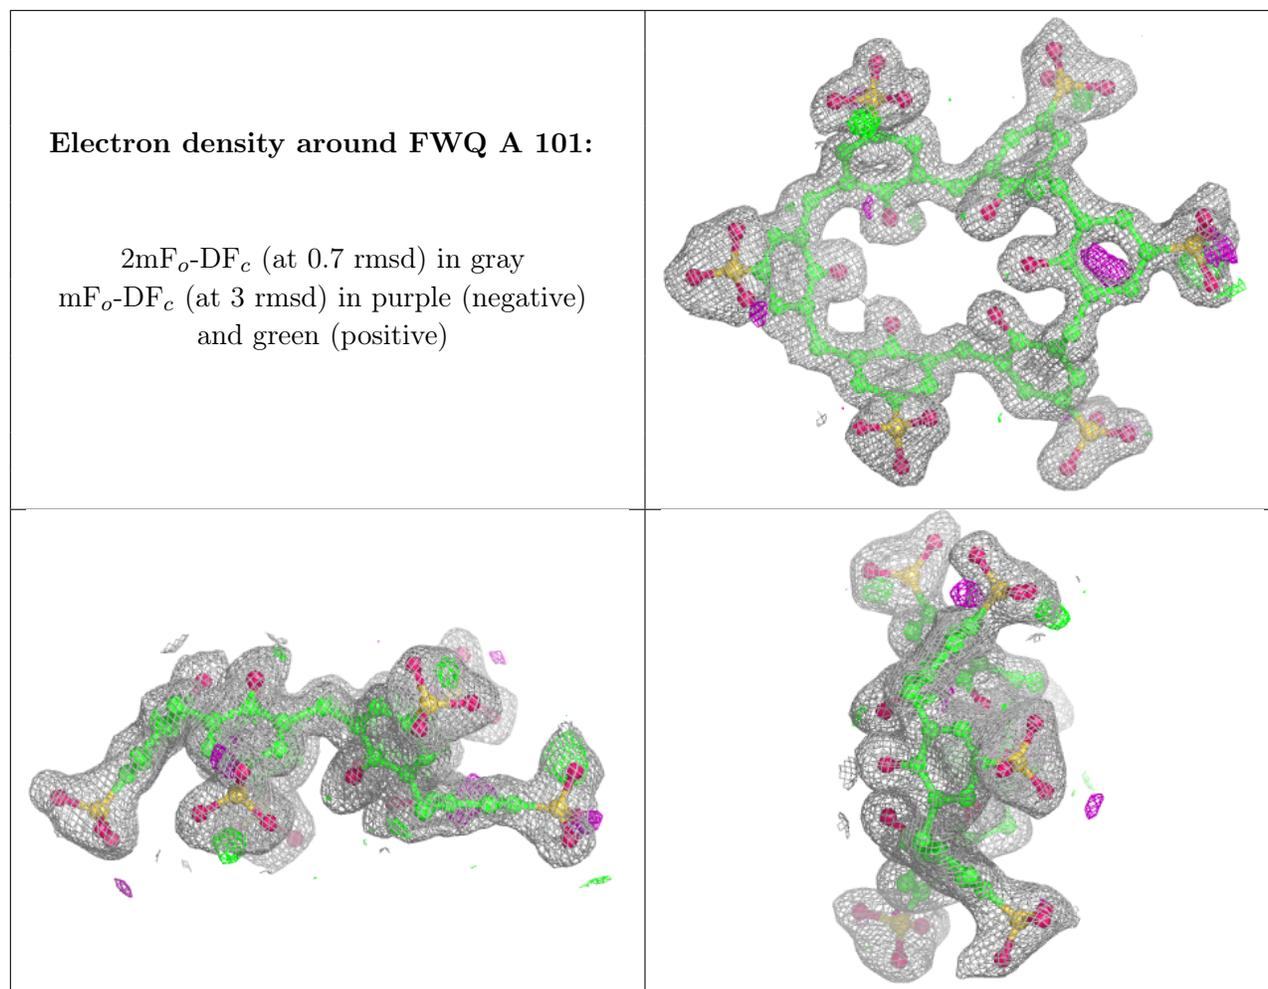 Electron density around FWQ A 101:
2mFo-DFc (at 0.7 rmsd) in gray
mFo-DFc (at 3 rmsd) in purple (negative)
and green (positive)